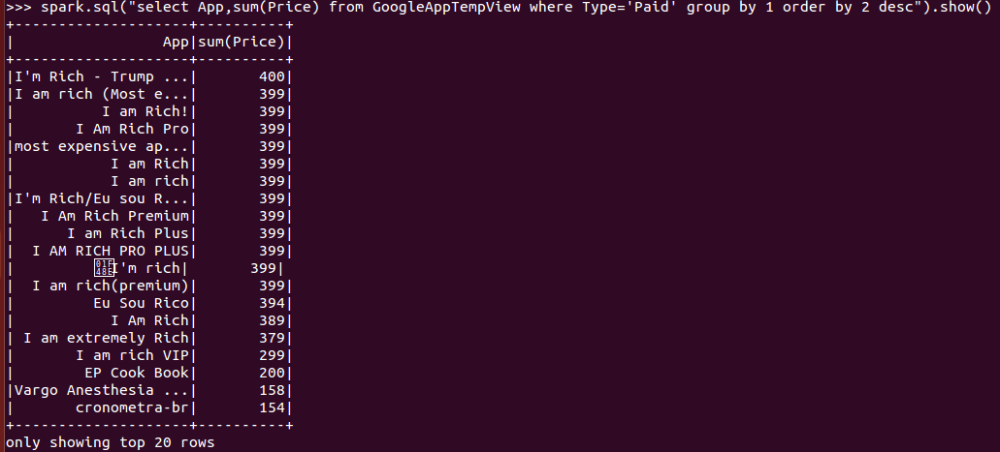 >>> spark.sql("select App,sum(Price) from GoogleAppTempView where Type='Paid' group by 1 order by 2 desc").show()
+--------------------+----------+
|                 App|sum(Price)|
+--------------------+----------+
|I'm Rich - Trump ...|       400|
|I am rich (Most e...|       399|
|          I am Rich!|       399|
|       I Am Rich Pro|       399|
|most expensive ap...|       399|
|           I am Rich|       399|
|           I am rich|       399|
|I'm Rich/Eu sou R...|       399|
|   I Am Rich Premium|       399|
|      I am Rich Plus|       399|
|  I AM RICH PRO PLUS|       399|
|         💎I'm rich|       399|
|  I am rich(premium)|       399|
|         Eu Sou Rico|       394|
|           I Am Rich|       389|
| I am extremely Rich|       379|
|       I am rich VIP|       299|
|        EP Cook Book|       200|
|Vargo Anesthesia ...|       158|
|       cronometra-br|       154|
+--------------------+----------+
only showing top 20 rows